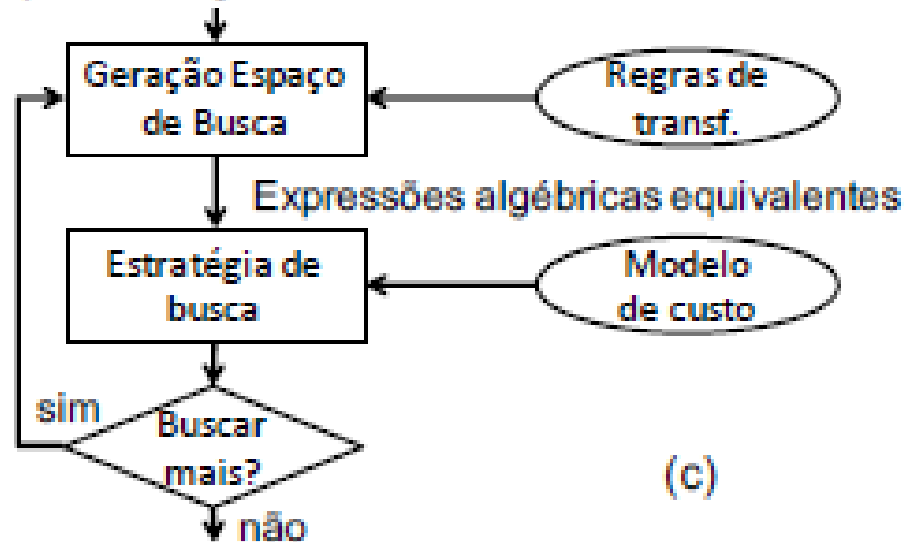 Geração Espaço
de Busca
Regras de
transf.
Expressões algébricas equivalentes
Estratégia de
busca
Modelo
de custo
sim
Buscar
mais?
(c)
não